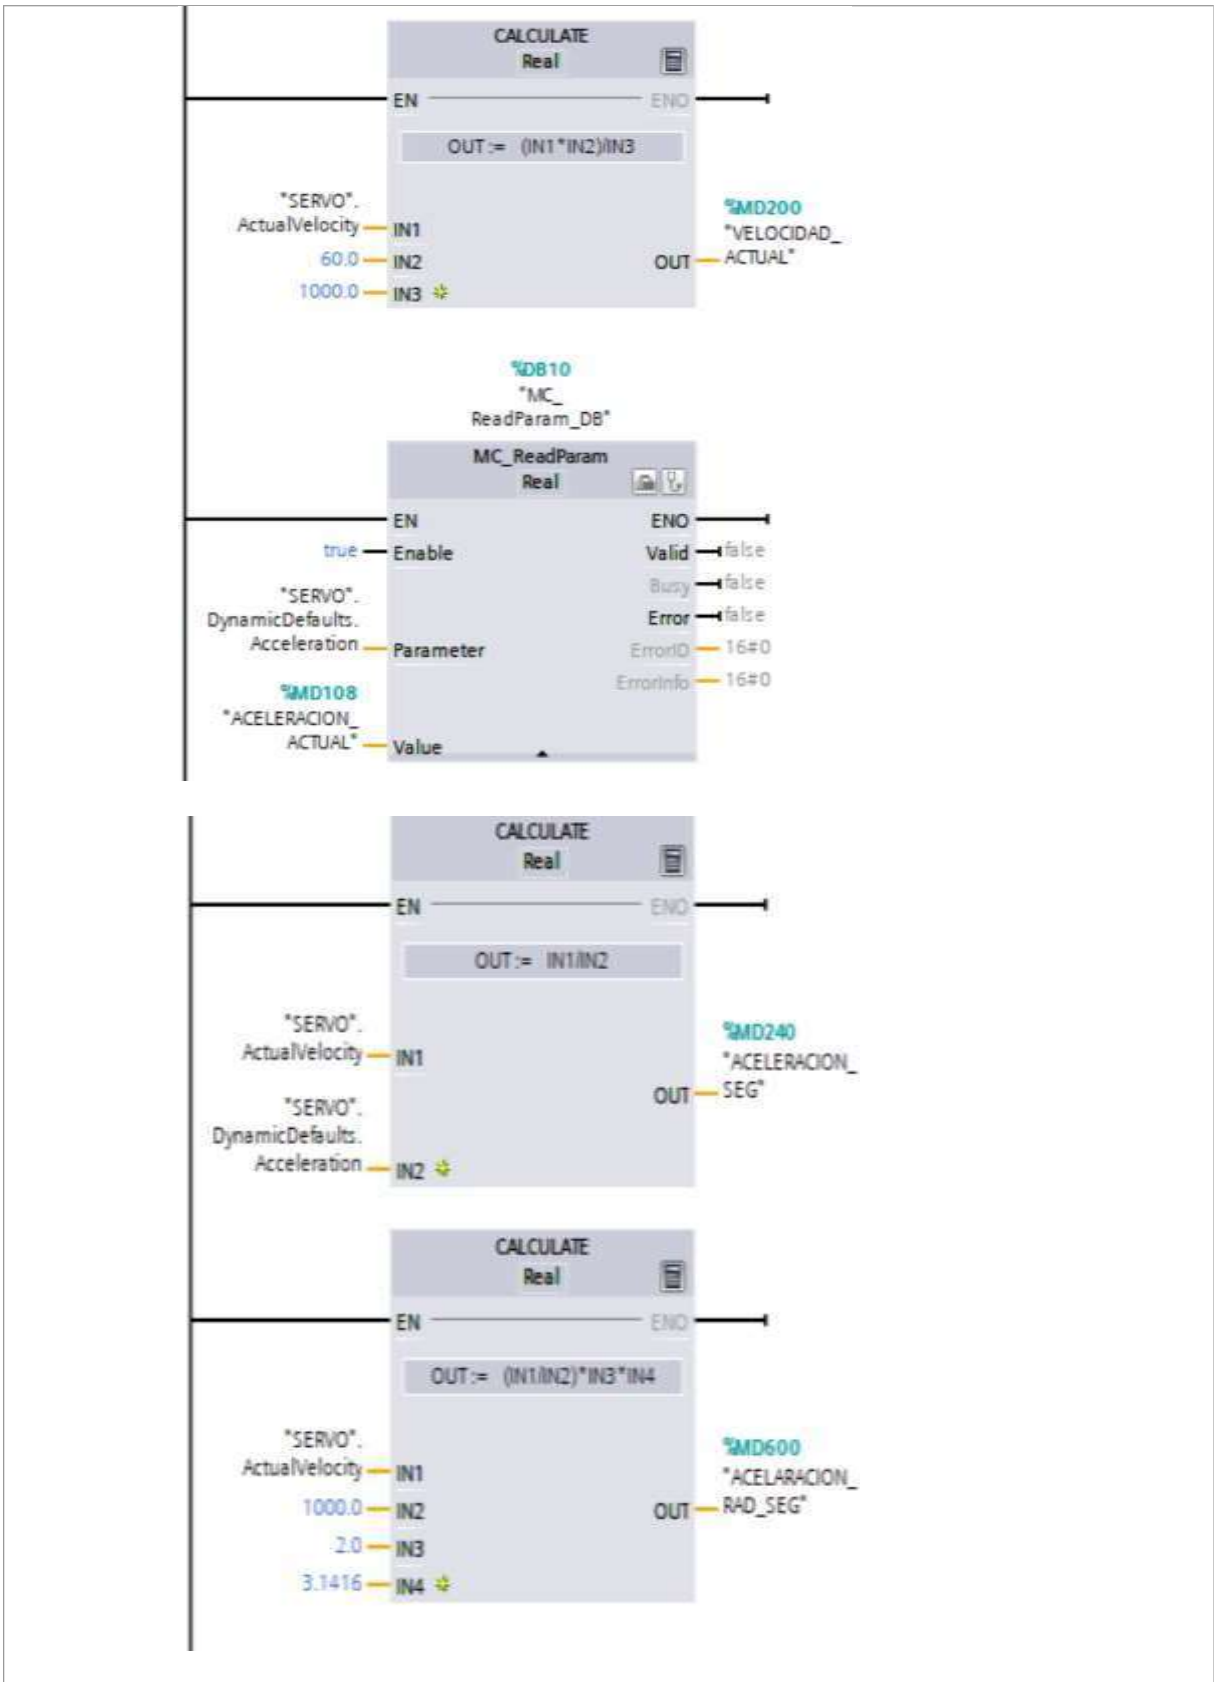 CALCULATE
Real
EN
ENO
OUT := (IN1*IN2)/IN3
"SERVO".
ActualVelocity
IN1
60.0
IN2
1000.0
IN3
OUT
%MD200
"VELOCIDAD_
ACTUAL"
%DB10
"MC_
ReadParam_DB"
MC_ReadParam
Real
EN
ENO
true
Enable
Valid
false
Busy
false
"SERVO".
DynamicDefaults.
Acceleration
Parameter
Error
false
ErrorID
16#0
ErrorInfo
16#0
%MD108
"ACELERACION_
ACTUAL"
Value
CALCULATE
Real
EN
ENO
OUT := IN1/IN2
"SERVO".
ActualVelocity
IN1
"SERVO".
DynamicDefaults.
Acceleration
IN2
OUT
%MD240
"ACELERACION_
SEG"
CALCULATE
Real
EN
ENO
OUT := (IN1/IN2)*IN3*IN4
"SERVO".
ActualVelocity
IN1
1000.0
IN2
2.0
IN3
3.1416
IN4
OUT
%MD600
"ACELARACION_
RAD_SEG"